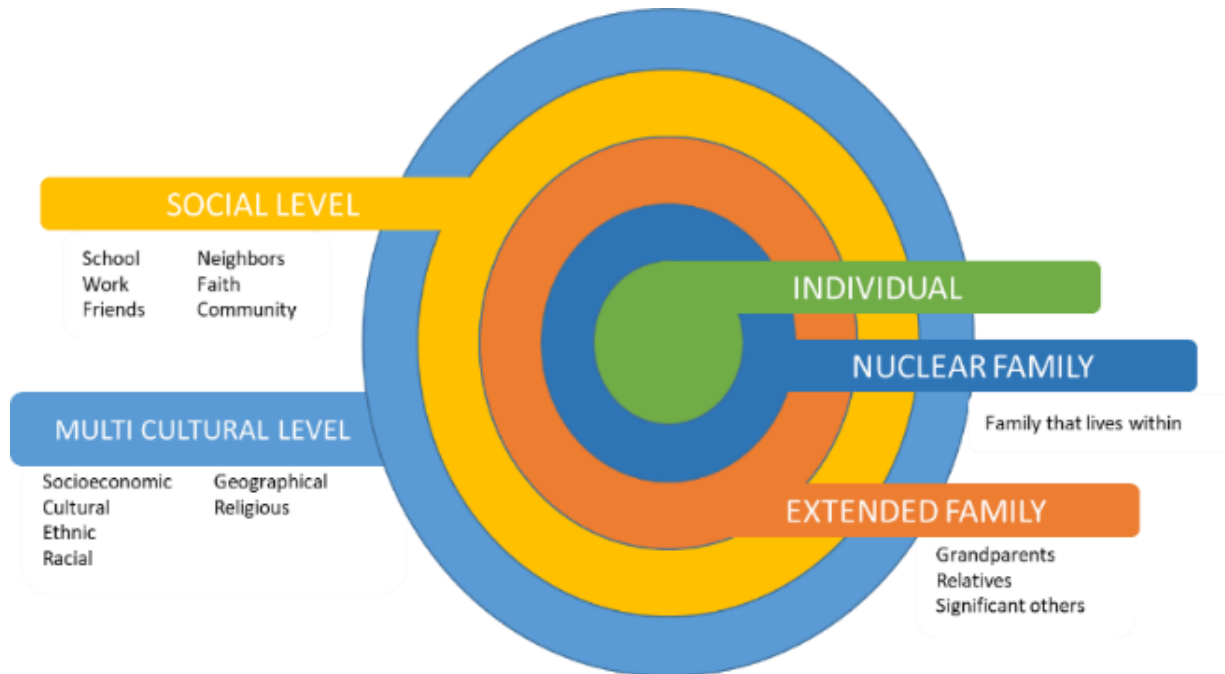 SOCIAL LEVEL
School Neighbors
Work Faith
Friends Community
MULTI CULTURAL LEVEL
Socioeconomic Geographical
Cultural Religious
Ethnic
Racial
INDIVIDUAL
NUCLEAR FAMILY
Family that lives within
EXTENDED FAMILY
Grandparents
Relatives
Significant others